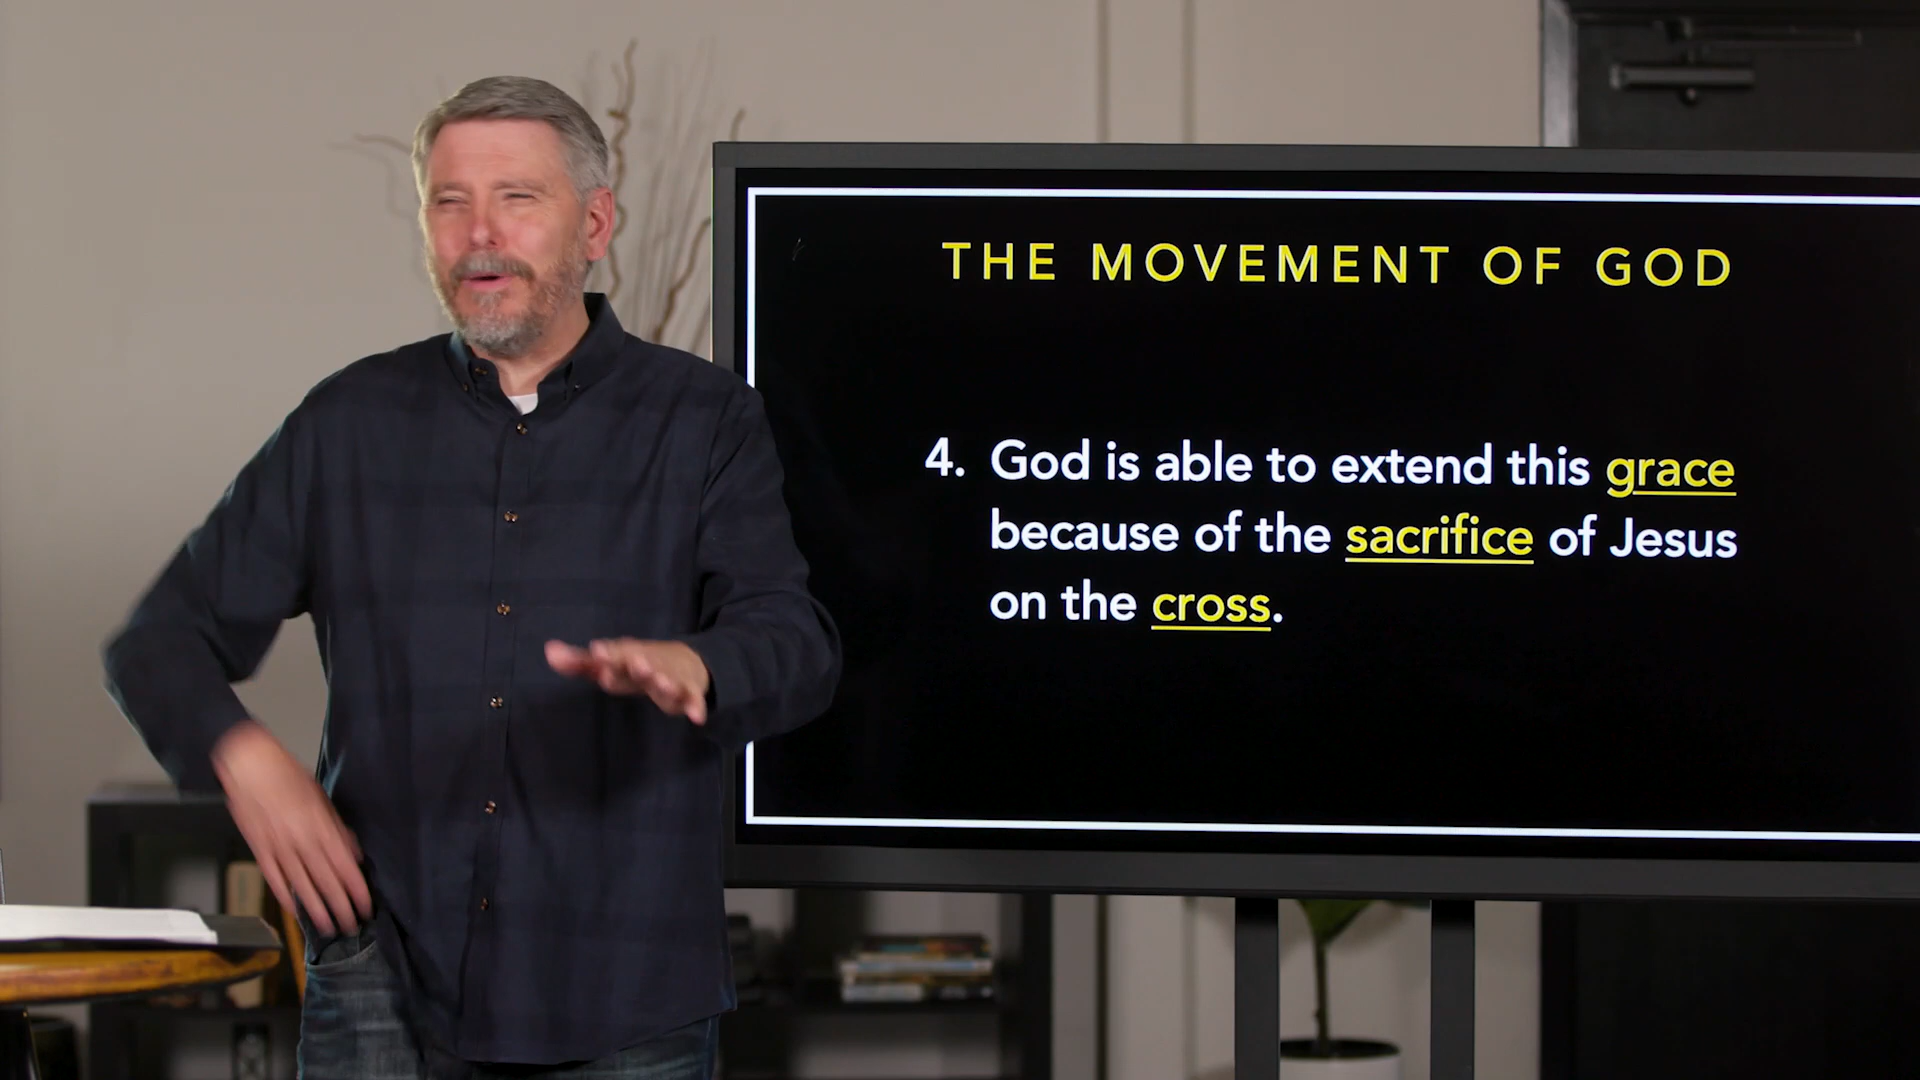 THE MOVEMENT OF GOD
4. God is able to extend this grace
because of the sacrifice of Jesus
on the cross.